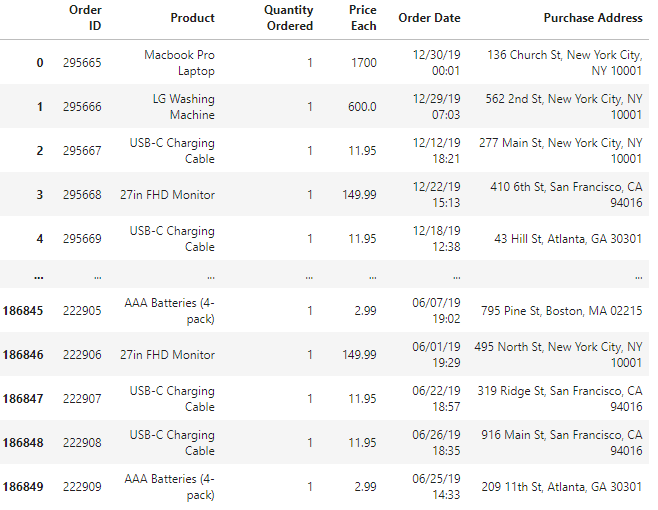 Order ID Product Quantity Ordered Price Each Order Date Purchase Address
0 295665 Macbook Pro Laptop 1 1700 12/30/19 00:01 136 Church St, New York City, NY 10001
1 295666 LG Washing Machine 1 600.0 12/29/19 07:03 562 2nd St, New York City, NY 10001
2 295667 USB-C Charging Cable 1 11.95 12/12/19 18:21 277 Main St, New York City, NY 10001
3 295668 27in FHD Monitor 1 149.99 12/22/19 15:13 410 6th St, San Francisco, CA 94016
4 295669 USB-C Charging Cable 1 11.95 12/18/19 12:38 43 Hill St, Atlanta, GA 30301
... ... ... ... ... ... ...
186845 222905 AAA Batteries (4-pack) 1 2.99 06/07/19 19:02 795 Pine St, Boston, MA 02215
186846 222906 27in FHD Monitor 1 149.99 06/01/19 19:29 495 North St, New York City, NY 10001
186847 222907 USB-C Charging Cable 1 11.95 06/22/19 18:57 319 Ridge St, San Francisco, CA 94016
186848 222908 USB-C Charging Cable 1 11.95 06/26/19 18:35 916 Main St, San Francisco, CA 94016
186849 222909 AAA Batteries (4-pack) 1 2.99 06/25/19 14:33 209 11th St, Atlanta, GA 30301